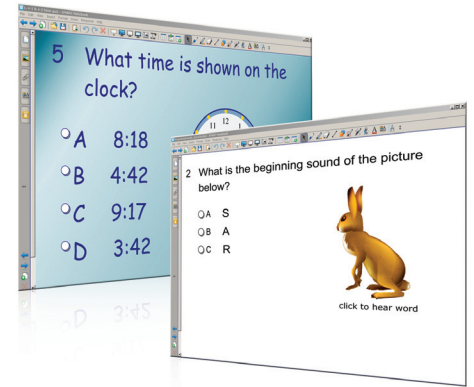 5 What time is shown on the
clock?
A 8:18
B 4:42
C 9:17
D 3:42
11 12 1
2 What is the beginning sound of the picture
below?
A S
B A
C R
click to hear word